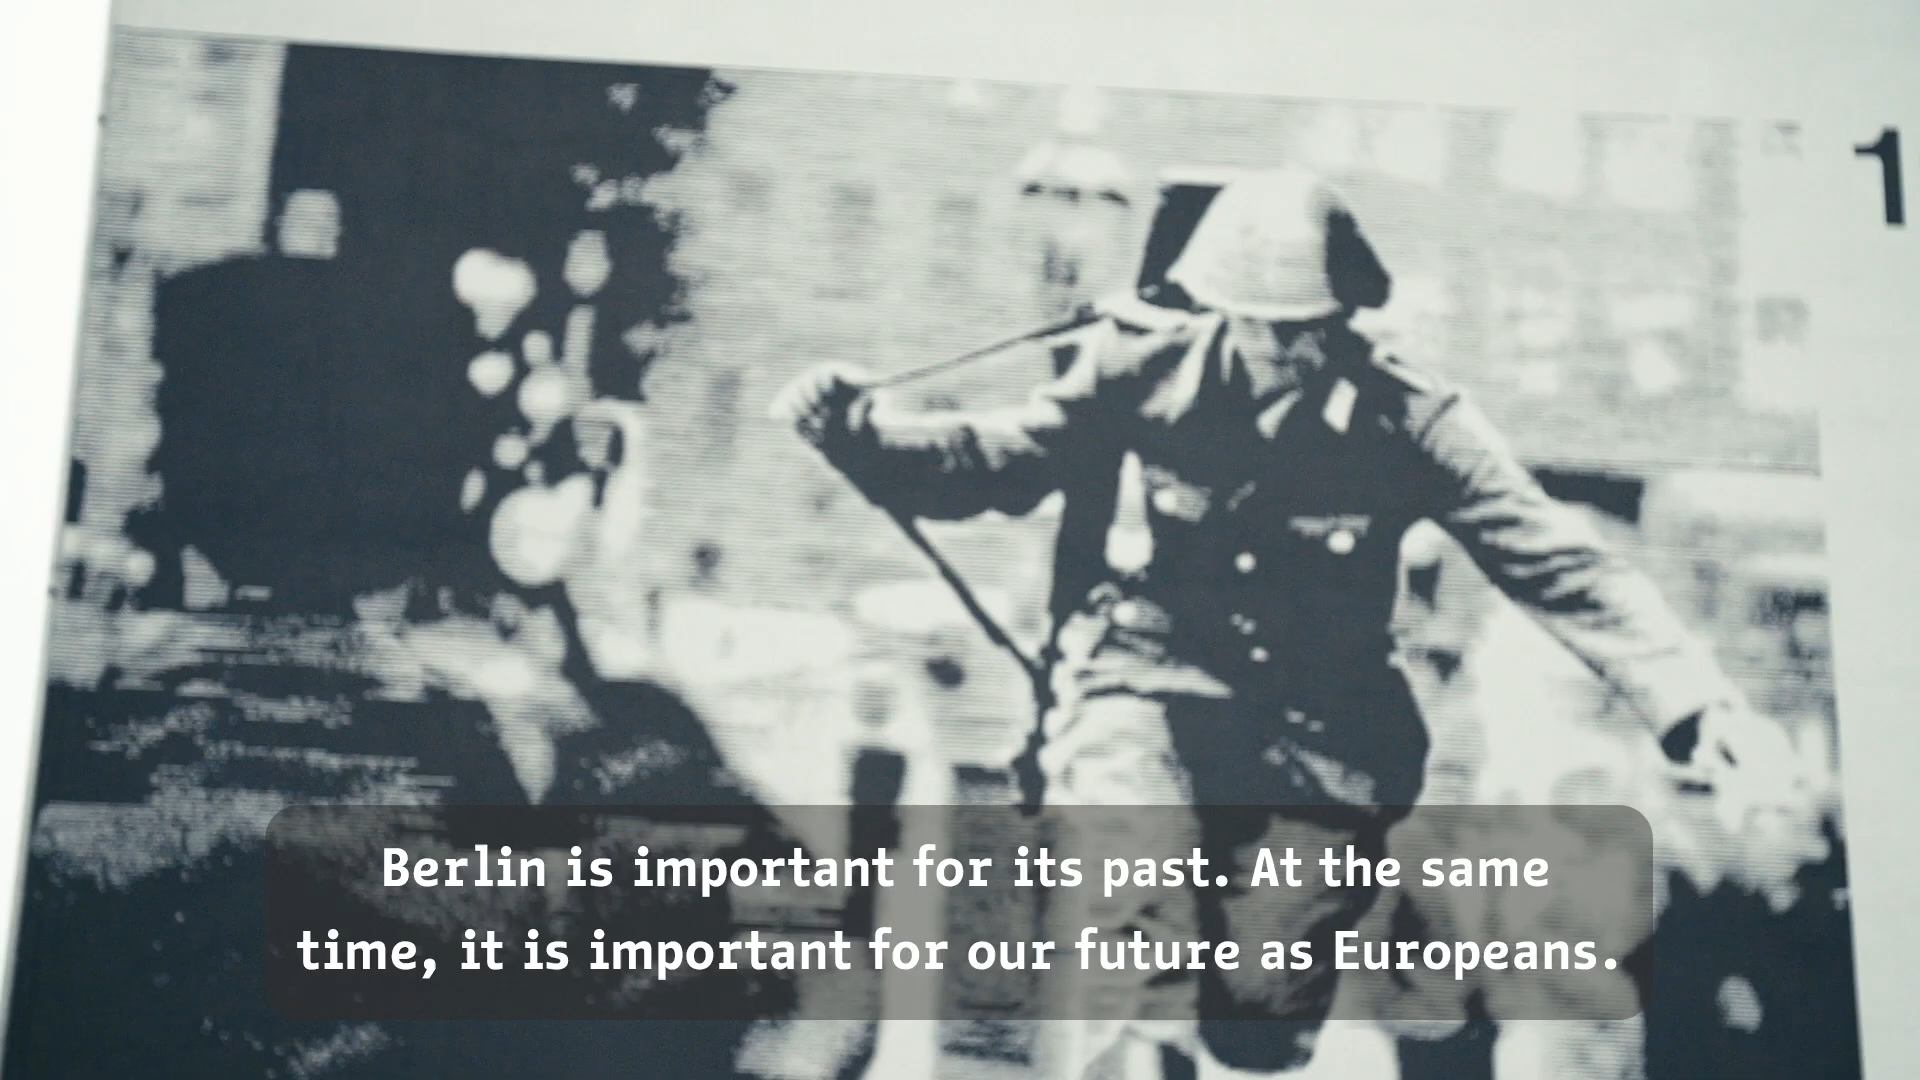 1
Berlin is important for its past. At the same
time, it is important for our future as Europeans.